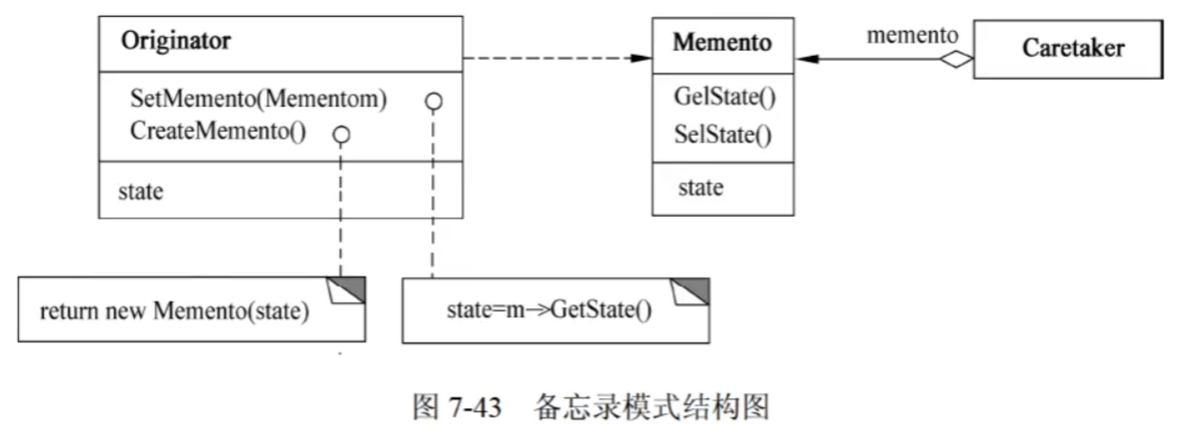 Originator
SetMemento(Mementom)
CreateMemento()
state
Memento
GelState()
SelState()
state
memento
Caretaker
return new Memento(state)
state=m->GetState()
图 7-43 备忘录模式结构图